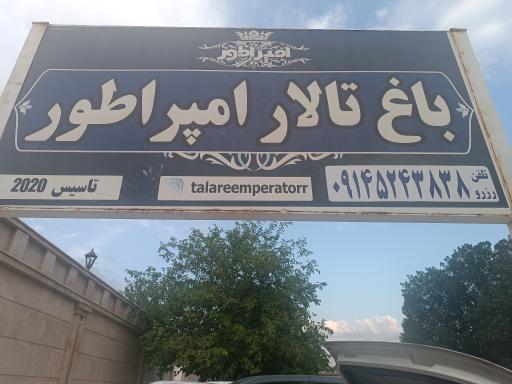 امپراطور
باغ تالار امپراطور
تلفن رزرو ۰۹۱۴۵۲۴۳۸۳۸
talareemperatorr
تاسیس 2020